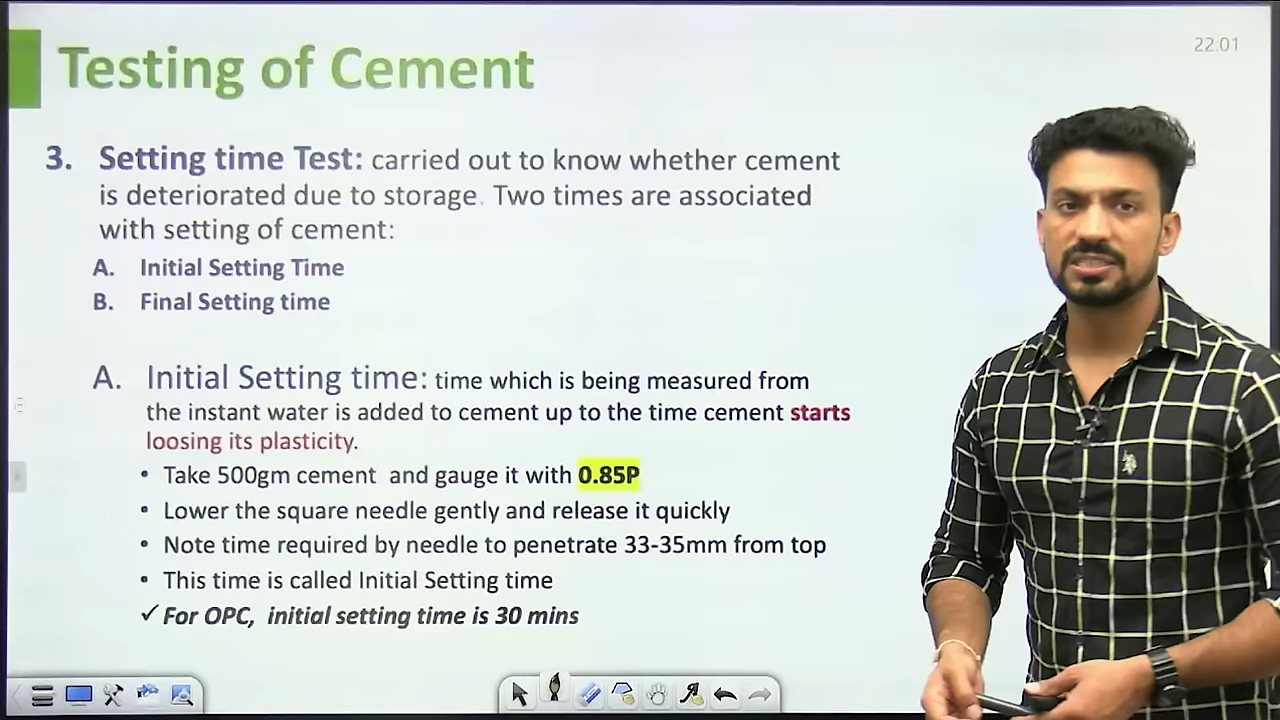 Testing of Cement
22:01
3. Setting time Test: carried out to know whether cement
is deteriorated due to storage. Two times are associated
with setting of cement:
A. Initial Setting Time
B. Final Setting time
A. Initial Setting time: time which is being measured from
the instant water is added to cement up to the time cement starts
loosing its plasticity.
• Take 500gm cement and gauge it with 0.85P
• Lower the square needle gently and release it quickly
• Note time required by needle to penetrate 33-35mm from top
• This time is called Initial Setting time
✓ For OPC, initial setting time is 30 mins